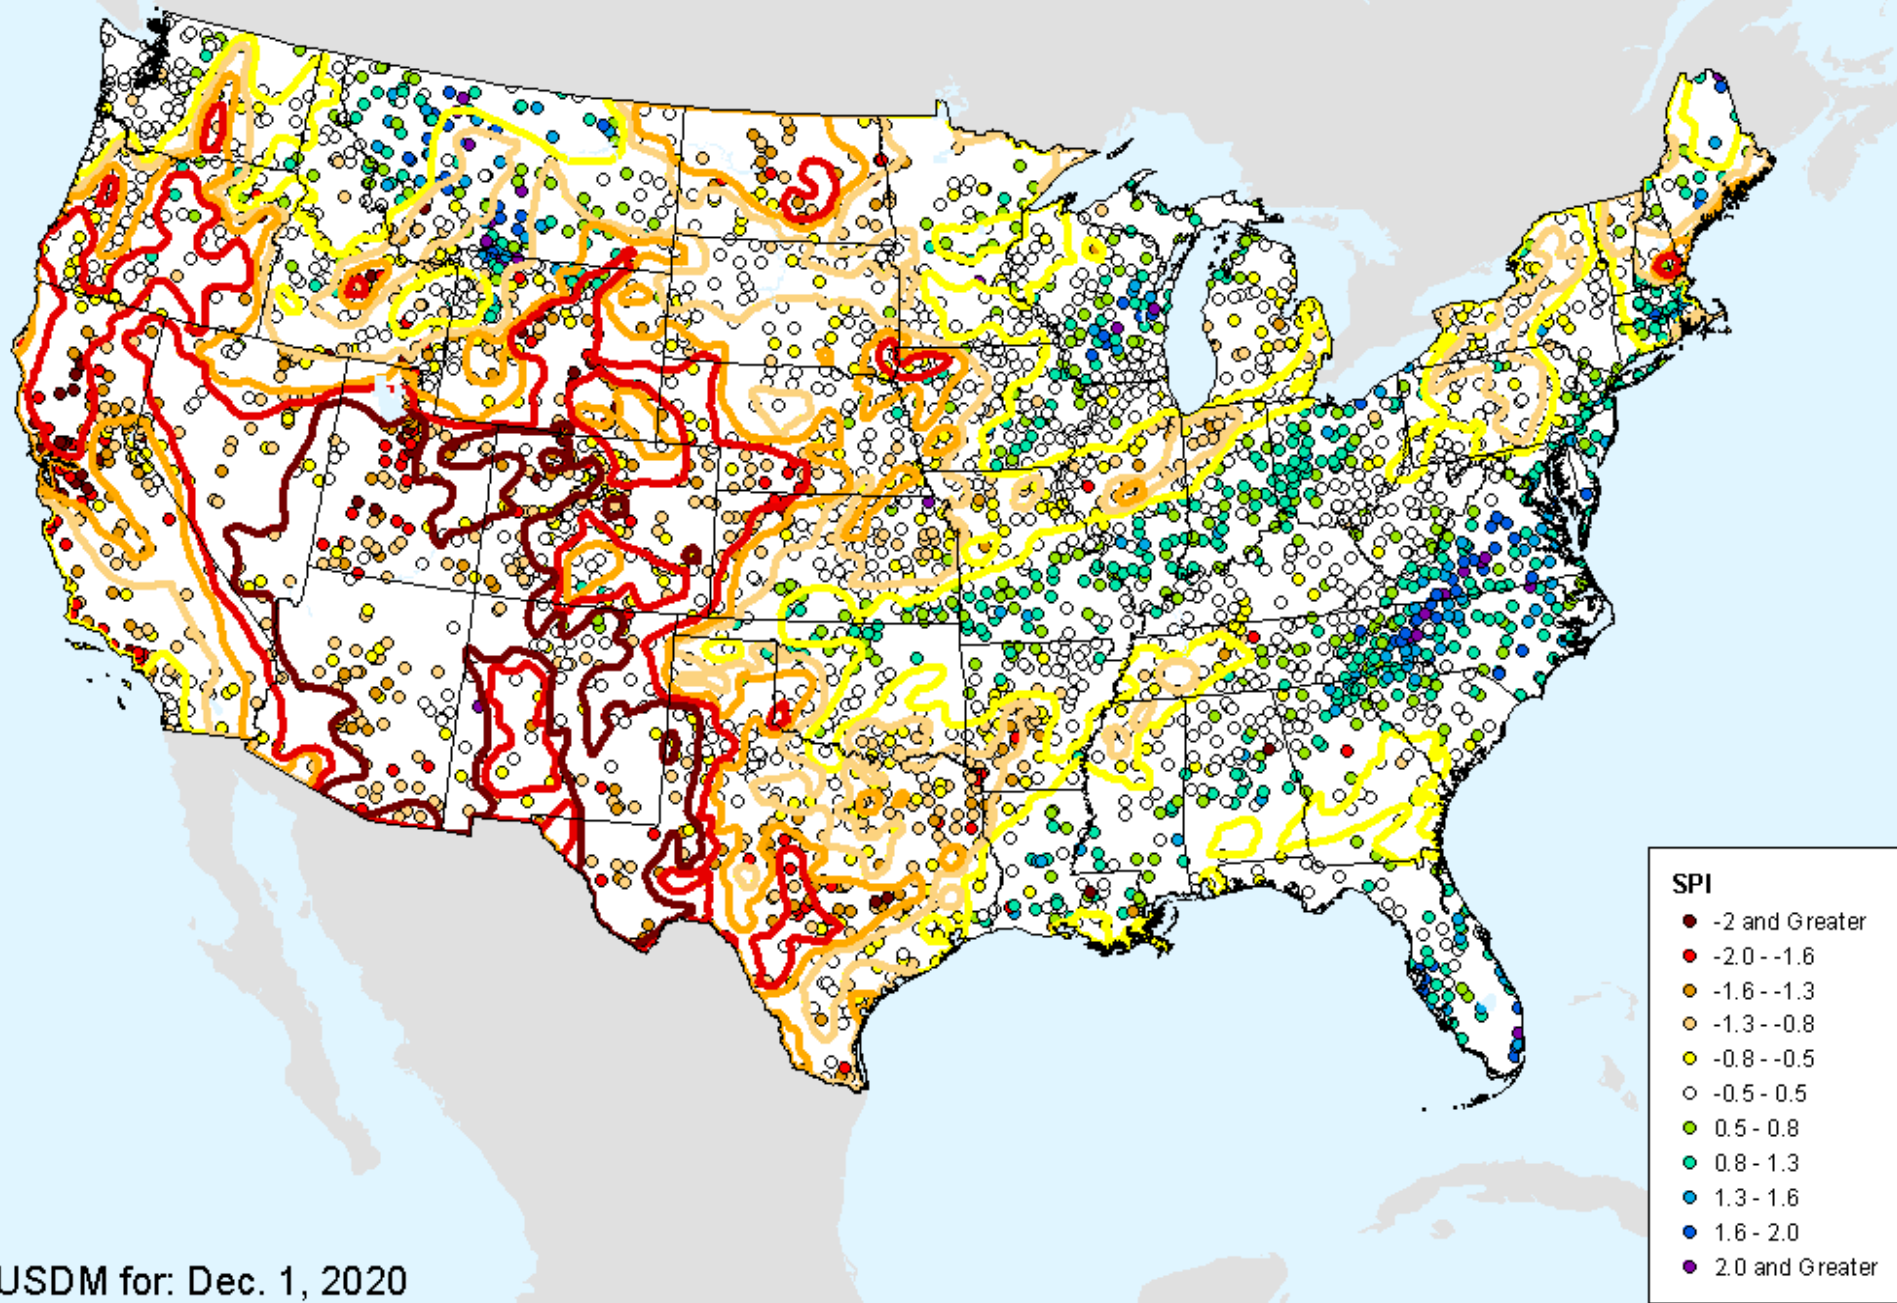 SPI
-2 and Greater
-2.0 - -1.6
-1.6 - -1.3
-1.3 - -0.8
-0.8 - -0.5
-0.5 - 0.5
0.5 - 0.8
0.8 - 1.3
1.3 - 1.6
1.6 - 2.0
2.0 and Greater
USDM for: Dec. 1, 2020